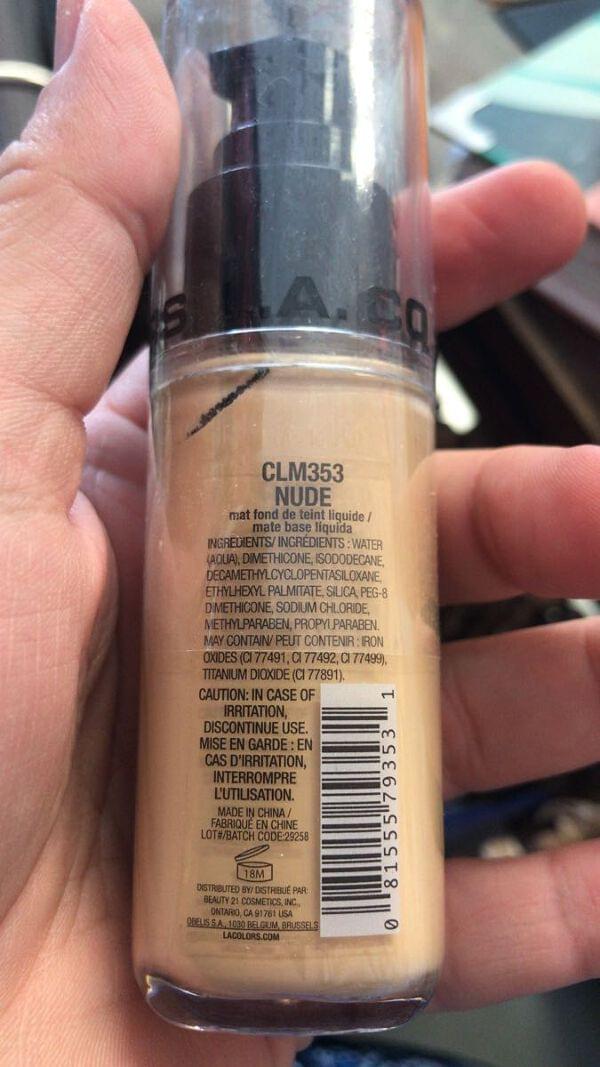 S L.A. CO
CLM353
NUDE
mat fond de teint liquide /
mate base liquida
INGREDIENTS/ INGRÉDIENTS : WATER
(AQUA), DIMETHICONE, ISODODECANE,
DECAMETHYLCYCLOPENTASILOXANE,
ETHYLHEXYL PALMITATE, SILICA, PEG-8
DIMETHICONE, SODIUM CHLORIDE,
METHYLPARABEN, PROPYLPARABEN.
MAY CONTAIN/ PEUT CONTENIR : IRON
OXIDES (CI 77491, CI 77492, CI 77499),
TITANIUM DIOXIDE (CI 77891).
CAUTION: IN CASE OF
IRRITATION,
DISCONTINUE USE.
MISE EN GARDE : EN
CAS D'IRRITATION,
INTERROMPRE
L'UTILISATION.
MADE IN CHINA /
FABRIQUÉ EN CHINE
LOT#/BATCH CODE:29258
18M
DISTRIBUTED BY/ DISTRIBUÉ PAR:
BEAUTY 21 COSMETICS, INC.,
ONTARIO, CA 91761 USA
OBELIS S.A., 1030 BELGIUM, BRUSSELS
LACOLORS.COM
0 81555 79353 1